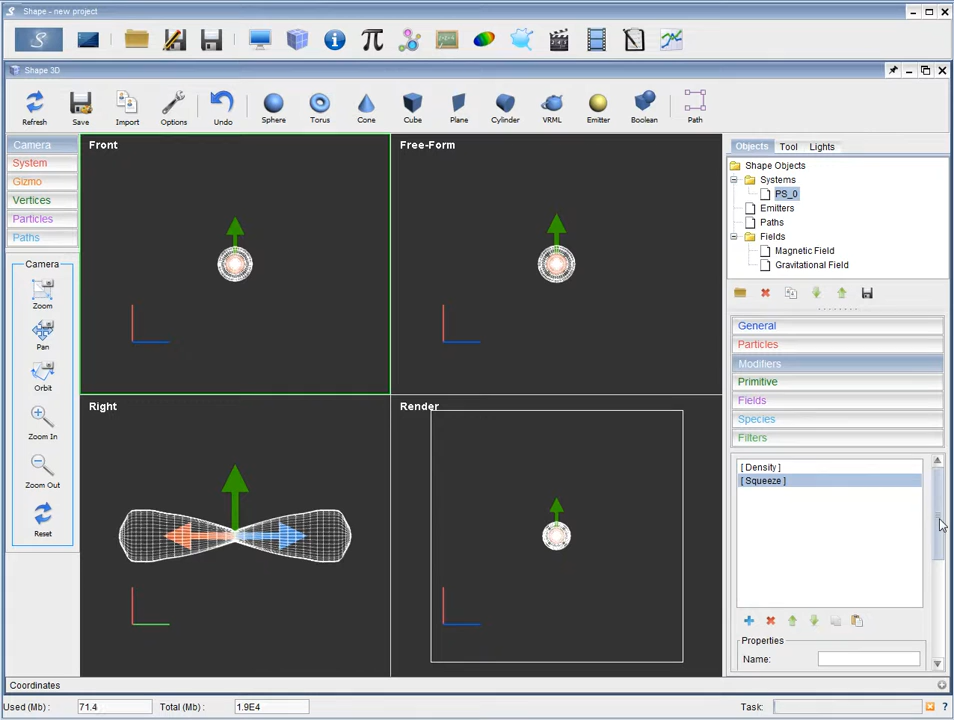 Shape - new project
Shape 3D
Refresh Save Import Options Undo Sphere Torus Cone Cube Plane Cylinder VRML Emitter Boolean Path
Camera
System
Gizmo
Vertices
Particles
Paths
Camera
Zoom
Pan
Orbit
Zoom In
Zoom Out
Reset
Front
Free-Form
Right
Render
Objects Tool Lights
Shape Objects
Systems
PS_0
Emitters
Paths
Fields
Magnetic Field
Gravitational Field
General
Particles
Modifiers
Primitive
Fields
Species
Filters
[ Density ]
[ Squeeze ]
Properties
Name:
Coordinates
Used (Mb) : 71.4 Total (Mb) : 1.9E4 Task: